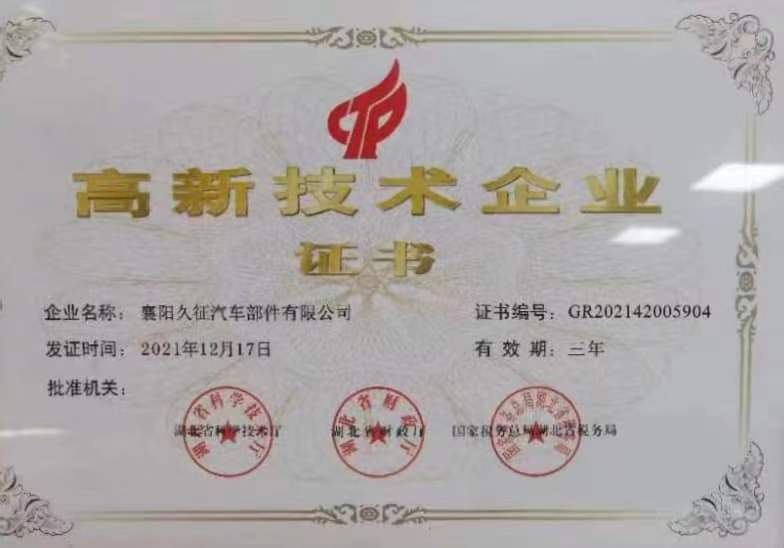 高新技术企业
证书
企业名称： 襄阳久征汽车部件有限公司
证书编号： GR202142005904
发证时间： 2021年12月17日
有 效 期： 三年
批准机关：
湖北省科学技术厅
湖北省财政厅
国家税务总局湖北省税务局